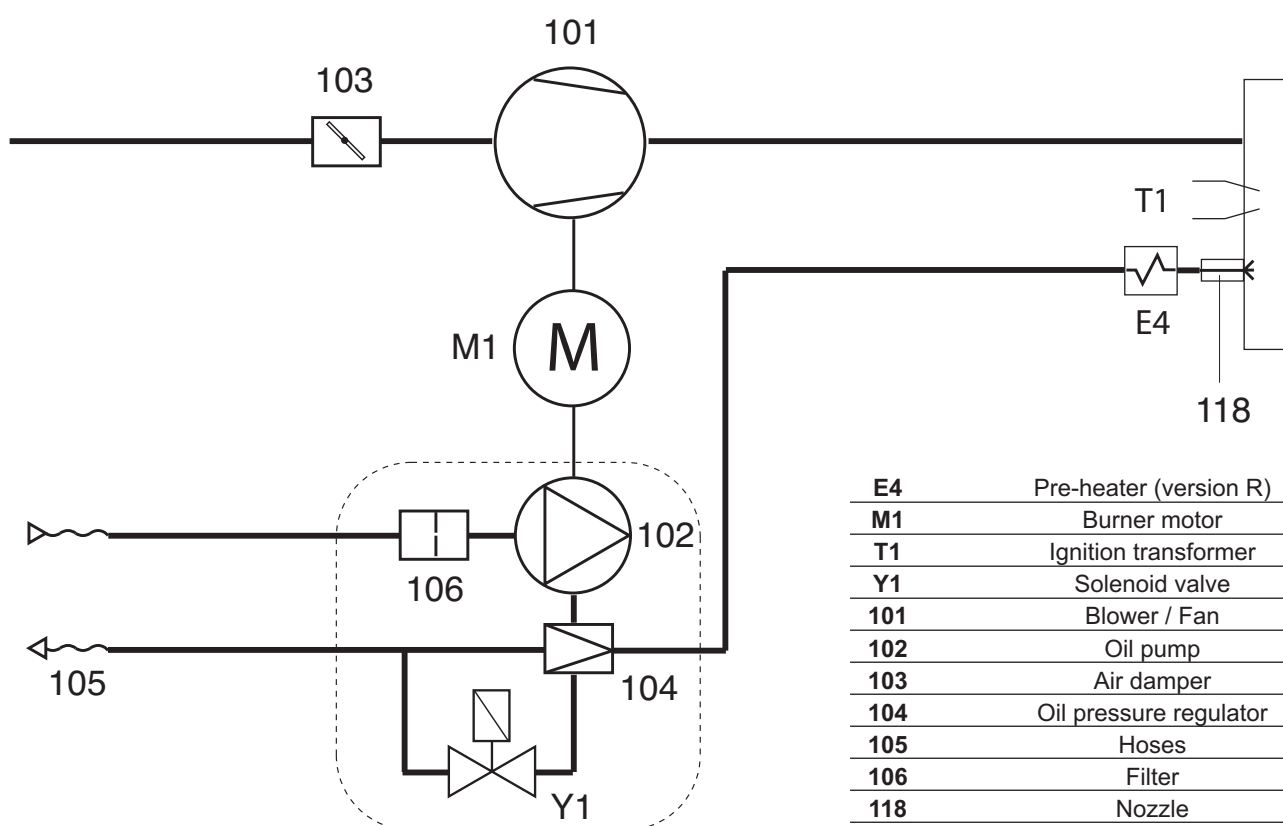 101
103
T1
E4
M1
M
118
102
106
105
104
Y1
E4 Pre-heater (version R)
M1 Burner motor
T1 Ignition transformer
Y1 Solenoid valve
101 Blower / Fan
102 Oil pump
103 Air damper
104 Oil pressure regulator
105 Hoses
106 Filter
118 Nozzle